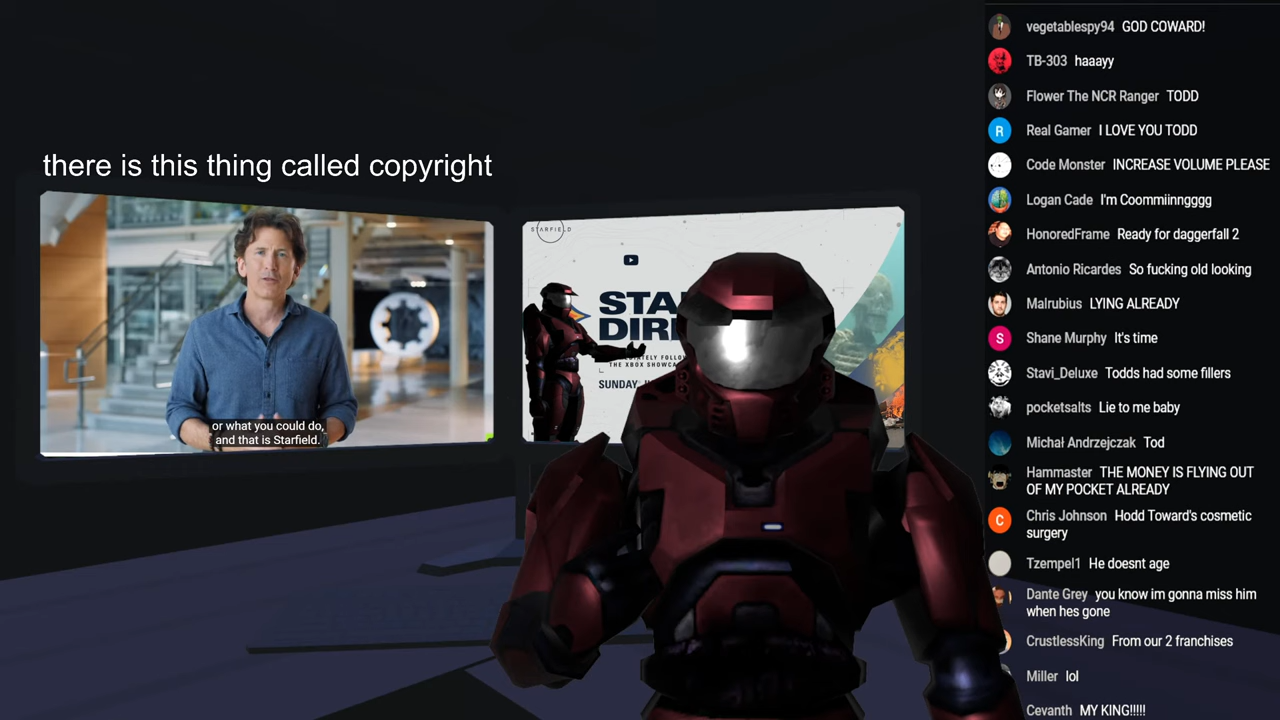 there is this thing called copyright
or what you could do,
and that is Starfield.
STARFIELD
THE XBOX
SUNDAY
vegetablespy94 GOD COWARD!
TB-303 haaayy
Flower The NCR Ranger TODD
R
Real Gamer I LOVE YOU TODD
Code Monster INCREASE VOLUME PLEASE
Logan Cade I'm Coommiinngggg
HonoredFrame Ready for daggerfall 2
Antonio Ricardes So fucking old looking
Malrubius LYING ALREADY
S
Shane Murphy It's time
Stavi_Deluxe Todds had some fillers
pocketsalts Lie to me baby
Michał Andrzejczak Tod
Hammaster THE MONEY IS FLYING OUT
OF MY POCKET ALREADY
C
Chris Johnson Hodd Toward's cosmetic
surgery
Tzempel1 He doesnt age
Dante Grey you know im gonna miss him
when hes gone
CrustlessKing From our 2 franchises
Miller lol
Cevanth MY KING!!!!!